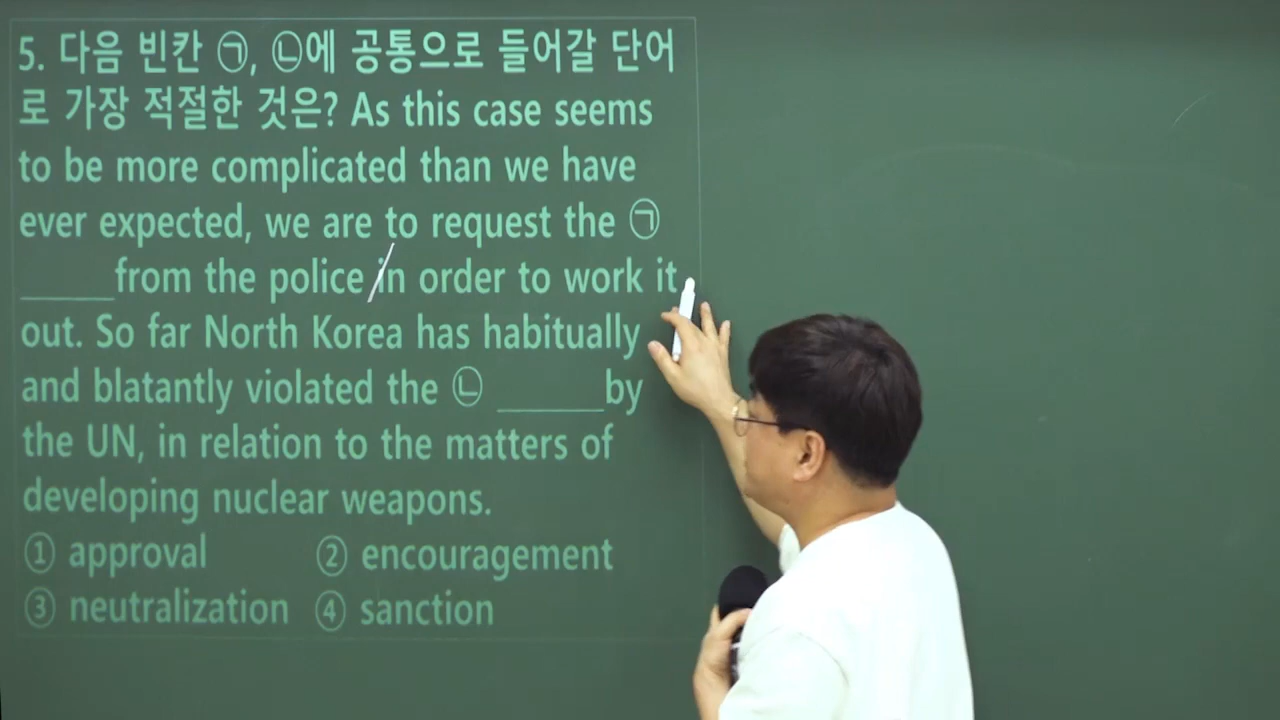 5. 다음 빈칸 ㉠, ㉡에 공통으로 들어갈 단어
로 가장 적절한 것은? As this case seems
to be more complicated than we have
ever expected, we are to request the ㉠
______from the police in order to work it
out. So far North Korea has habitually
and blatantly violated the ㉡ ______by
the UN, in relation to the matters of
developing nuclear weapons.
① approval ② encouragement
③ neutralization ④ sanction